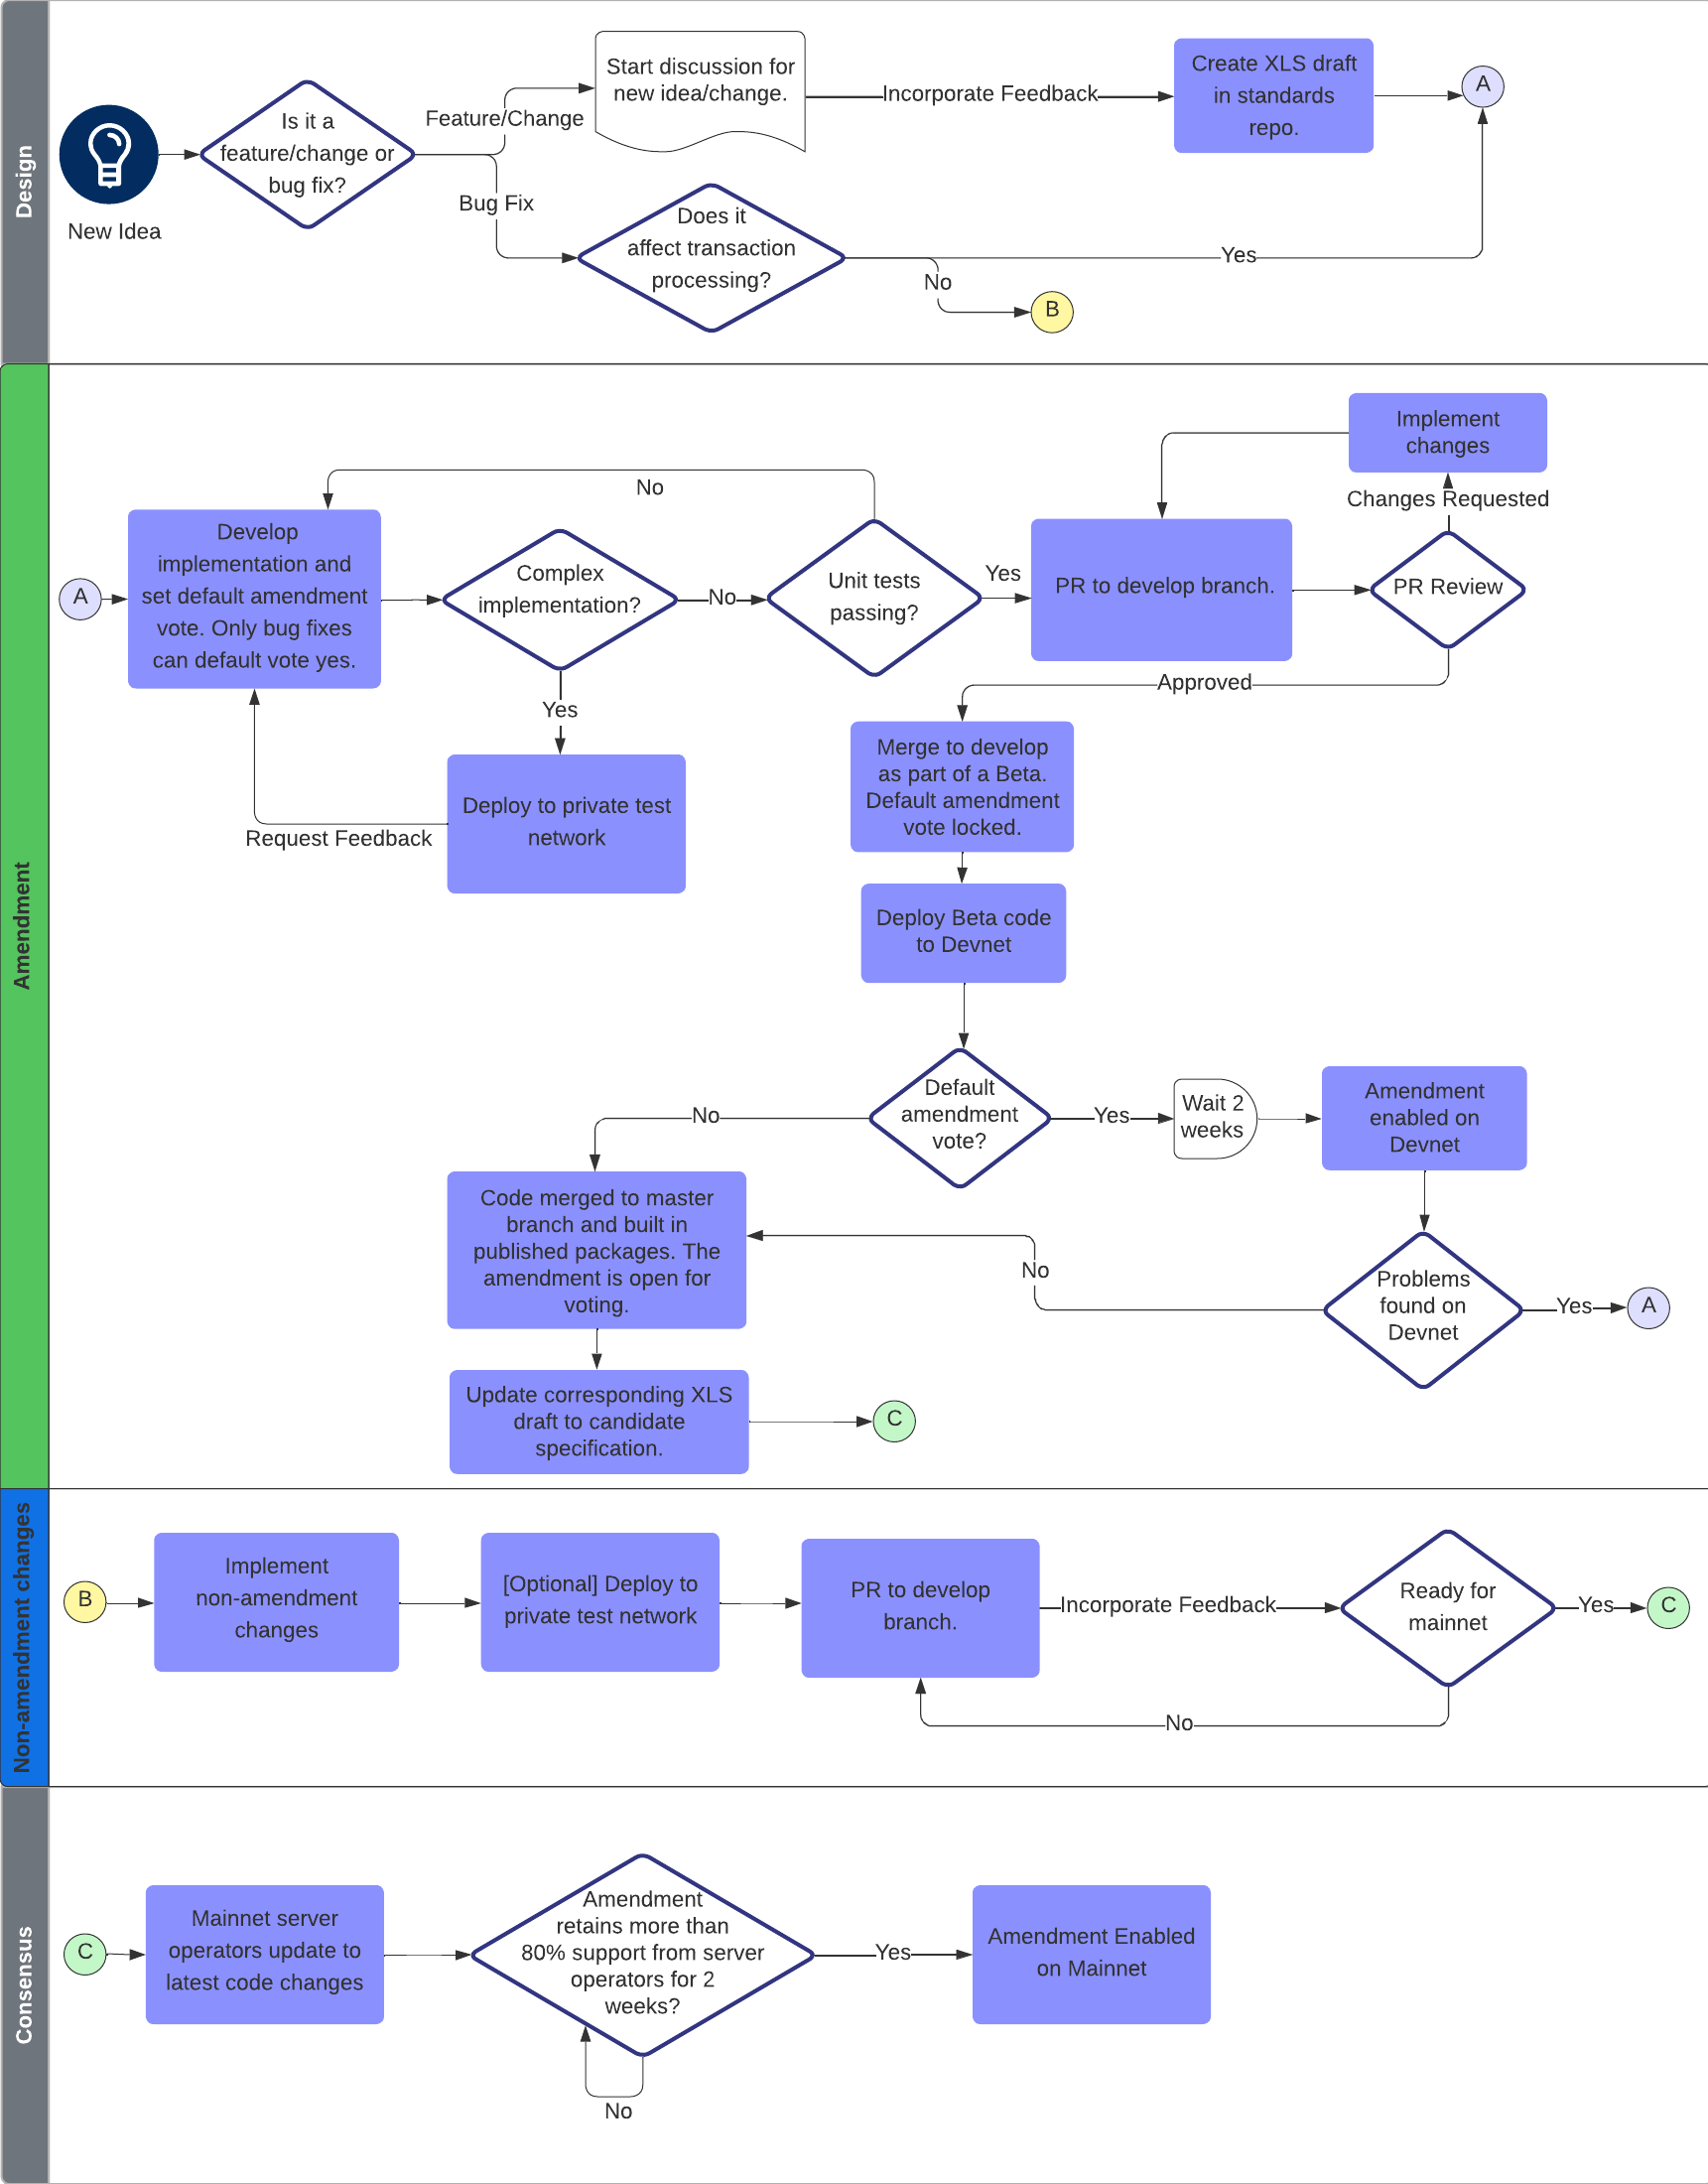 Design
New Idea
Is it a
feature/change or
bug fix?
Feature/Change
Start discussion for
new idea/change.
Incorporate Feedback
Create XLS draft
in standards
repo.
A
Bug Fix
Does it
affect transaction
processing?
Yes
No
B
Amendment
A
Develop
implementation and
set default amendment
vote. Only bug fixes
can default vote yes.
No
Complex
implementation?
No
Yes
Deploy to private test
network
Request Feedback
Unit tests
passing?
Yes
PR to develop branch.
PR Review
Changes Requested
Implement
changes
Approved
Merge to develop
as part of a Beta.
Default amendment
vote locked.
Deploy Beta code
to Devnet
Default
amendment
vote?
No
Yes
Wait 2
weeks
Amendment
enabled on
Devnet
Problems
found on
Devnet
Yes
A
No
Code merged to master
branch and built in
published packages. The
amendment is open for
voting.
Update corresponding XLS
draft to candidate
specification.
C
Non-amendment changes
B
Implement
non-amendment
changes
[Optional] Deploy to
private test network
PR to develop
branch.
Incorporate Feedback
Ready for
mainnet
Yes
C
No
Consensus
C
Mainnet server
operators update to
latest code changes
Amendment
retains more than
80% support from server
operators for 2
weeks?
Yes
Amendment Enabled
on Mainnet
No